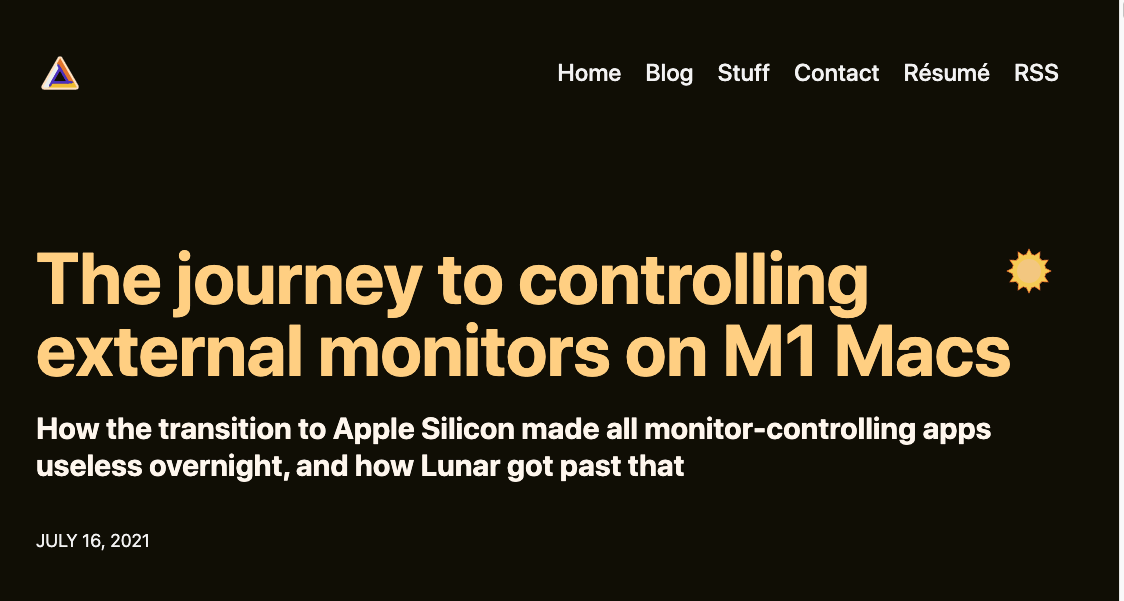 Home Blog Stuff Contact Résumé RSS
The journey to controlling
external monitors on M1 Macs
How the transition to Apple Silicon made all monitor-controlling apps
useless overnight, and how Lunar got past that
JULY 16, 2021